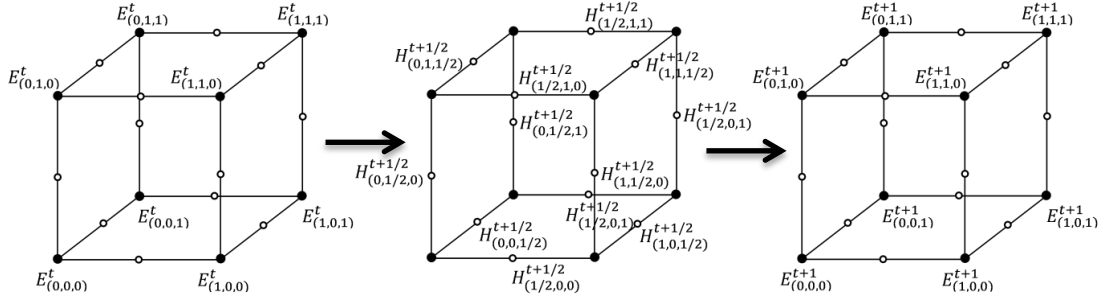 E^t_(0,1,1)
E^t_(1,1,1)
E^t_(0,1,0)
E^t_(1,1,0)
E^t_(0,0,1)
E^t_(1,0,1)
E^t_(0,0,0)
E^t_(1,0,0)
H^{t+1/2}_(1/2,1,1)
H^{t+1/2}_(0,1,1/2)
H^{t+1/2}_(1,1,1/2)
H^{t+1/2}_(1/2,1,0)
H^{t+1/2}_(0,1/2,1)
H^{t+1/2}_(1/2,0,1)
H^{t+1/2}_(0,1/2,0)
H^{t+1/2}_(1,1/2,0)
H^{t+1/2}_(1/2,0,1)
H^{t+1/2}_(0,0,1/2)
H^{t+1/2}_(1,0,1/2)
H^{t+1/2}_(1/2,0,0)
E^{t+1}_(0,1,1)
E^{t+1}_(1,1,1)
E^{t+1}_(0,1,0)
E^{t+1}_(1,1,0)
E^{t+1}_(0,0,1)
E^{t+1}_(1,0,1)
E^{t+1}_(0,0,0)
E^{t+1}_(1,0,0)